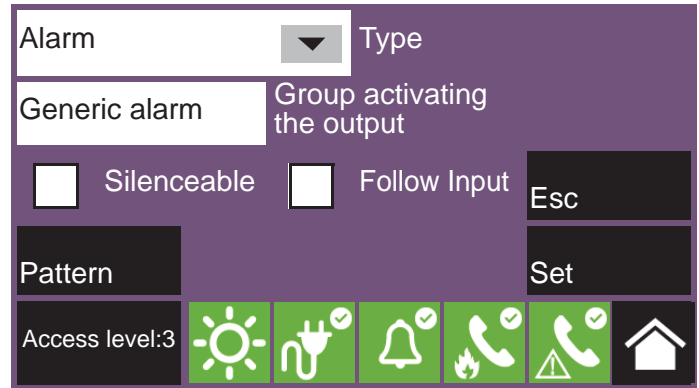 Alarm
Type
Generic alarm
Group activating
the output
Silenceable
Follow Input
Esc
Pattern
Set
Access level:3